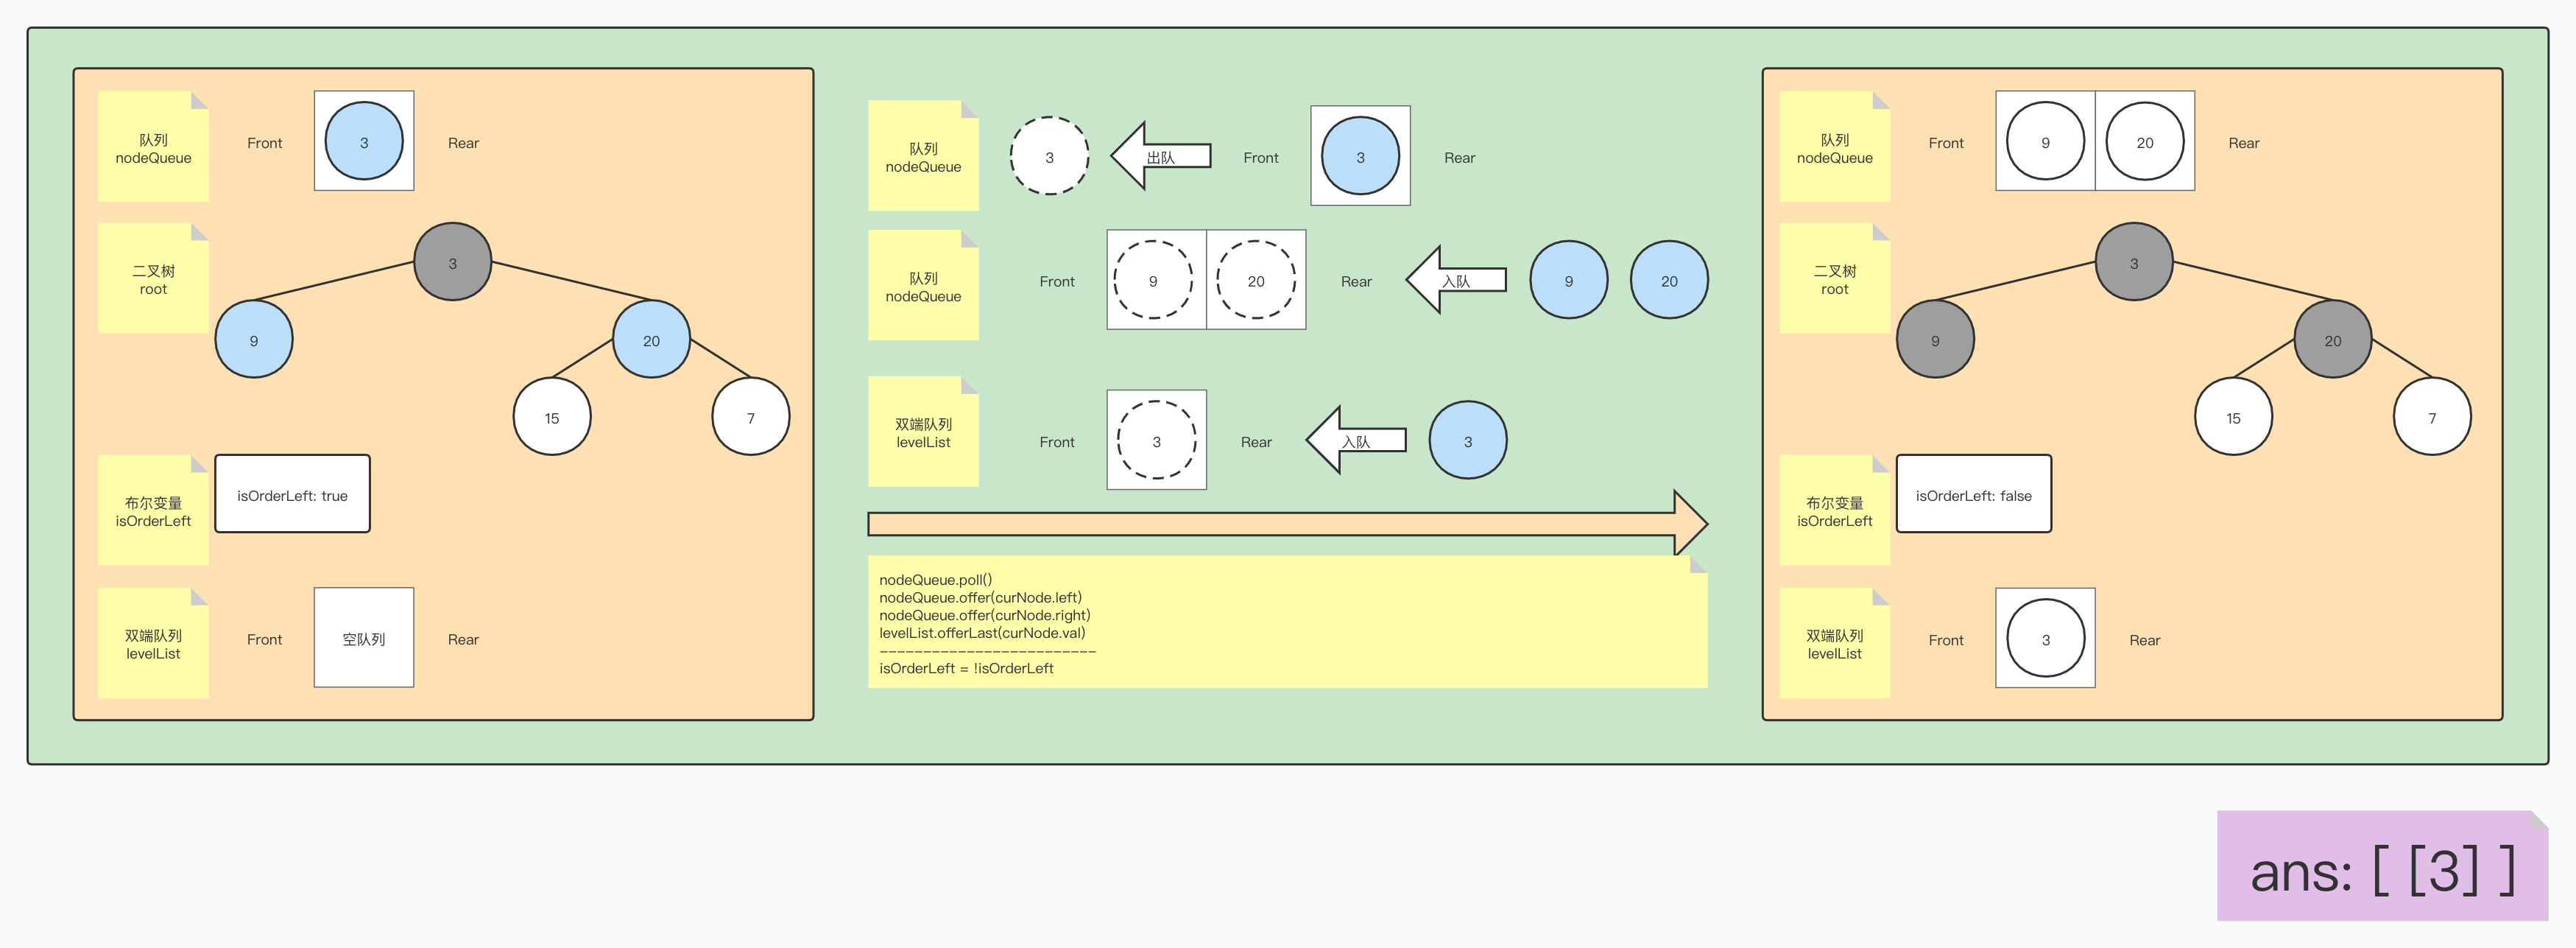 队列
nodeQueue
Front
3
Rear
二叉树
root
3
9
20
15
7
布尔变量
isOrderLeft
isOrderLeft: true
双端队列
levelList
Front
空队列
Rear
队列
nodeQueue
3
出队
Front
3
Rear
队列
nodeQueue
Front
9
20
Rear
入队
9
20
双端队列
levelList
Front
3
Rear
入队
3
nodeQueue.poll()
nodeQueue.offer(curNode.left)
nodeQueue.offer(curNode.right)
levelList.offerLast(curNode.val)
-------------------------
isOrderLeft = !isOrderLeft
队列
nodeQueue
Front
9
20
Rear
二叉树
root
3
9
20
15
7
布尔变量
isOrderLeft
isOrderLeft: false
双端队列
levelList
Front
3
Rear
ans: [ [3] ]